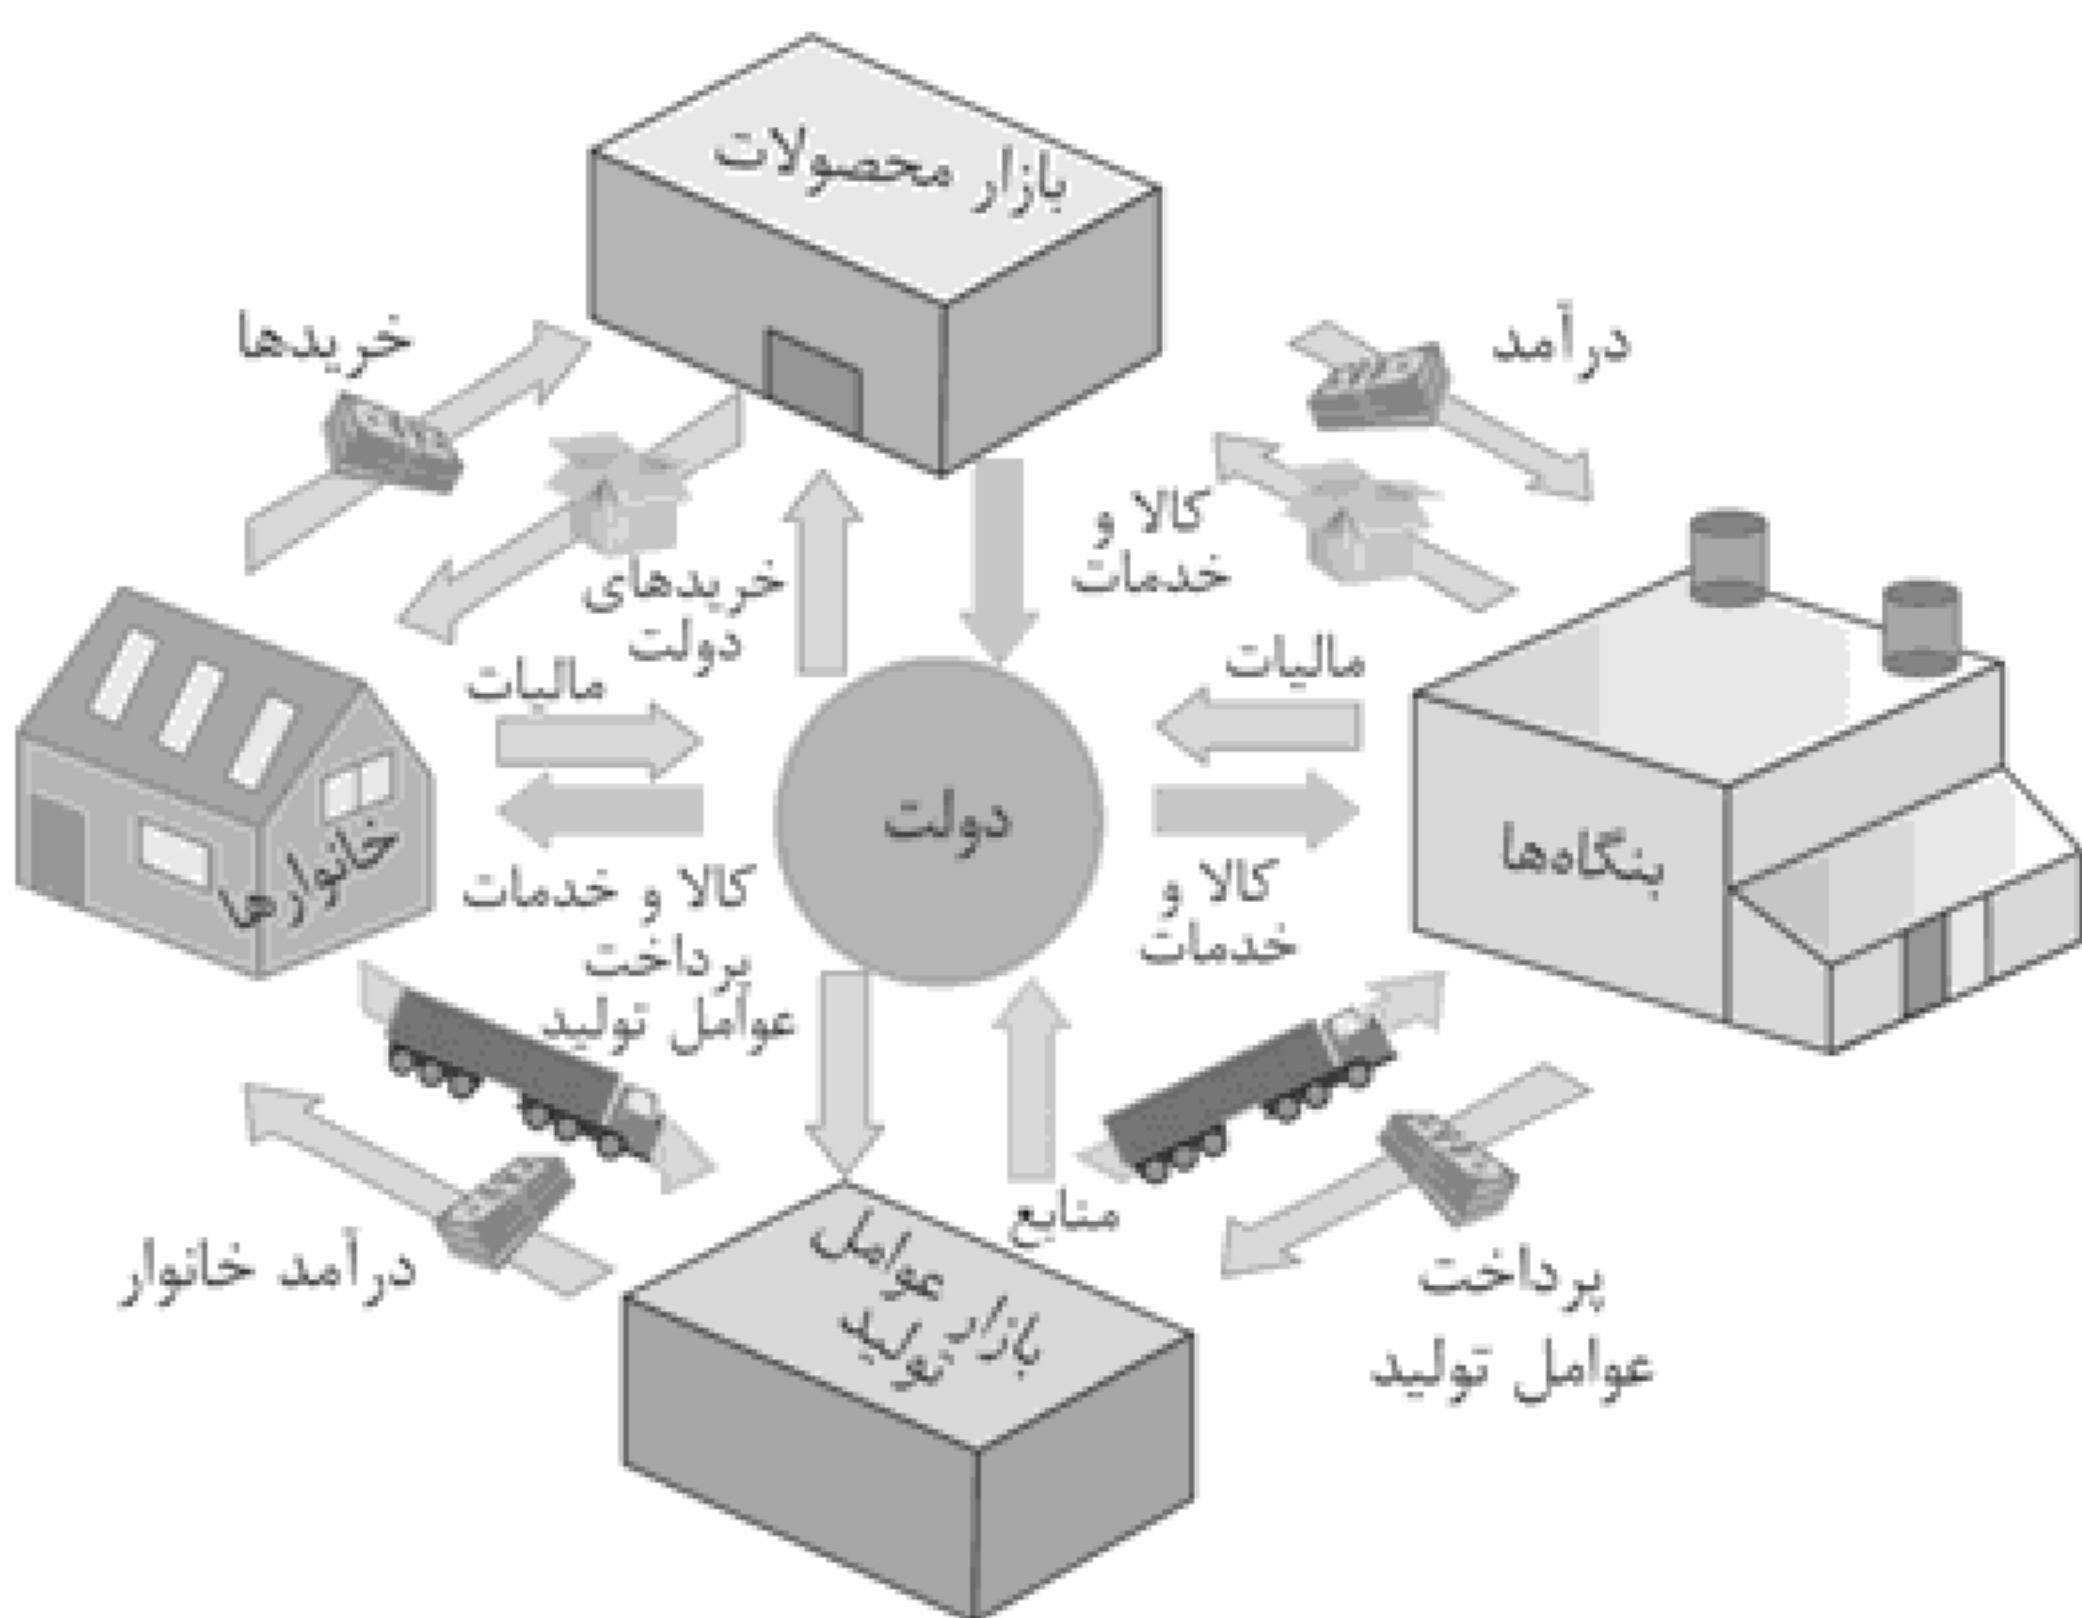 بازار محصولات
درآمد
خریدها
کالا و
خدمات
خریدهای
دولت
مالیات
مالیات
دولت
بنگاه‌ها
خانوارها
کالا و
خدمات
کالا و خدمات
پرداخت
عوامل تولید
منابع
پرداخت
عوامل تولید
درآمد خانوار
بازار عوامل
تولید